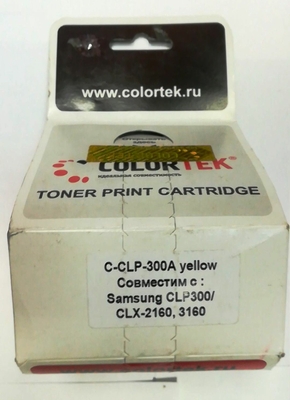 www.colortek.ru
COLORTEK®
идеальная совместимость
TONER PRINT CARTRIDGE
C-CLP-300A yellow
Совместим с :
Samsung CLP300/
CLX-2160, 3160